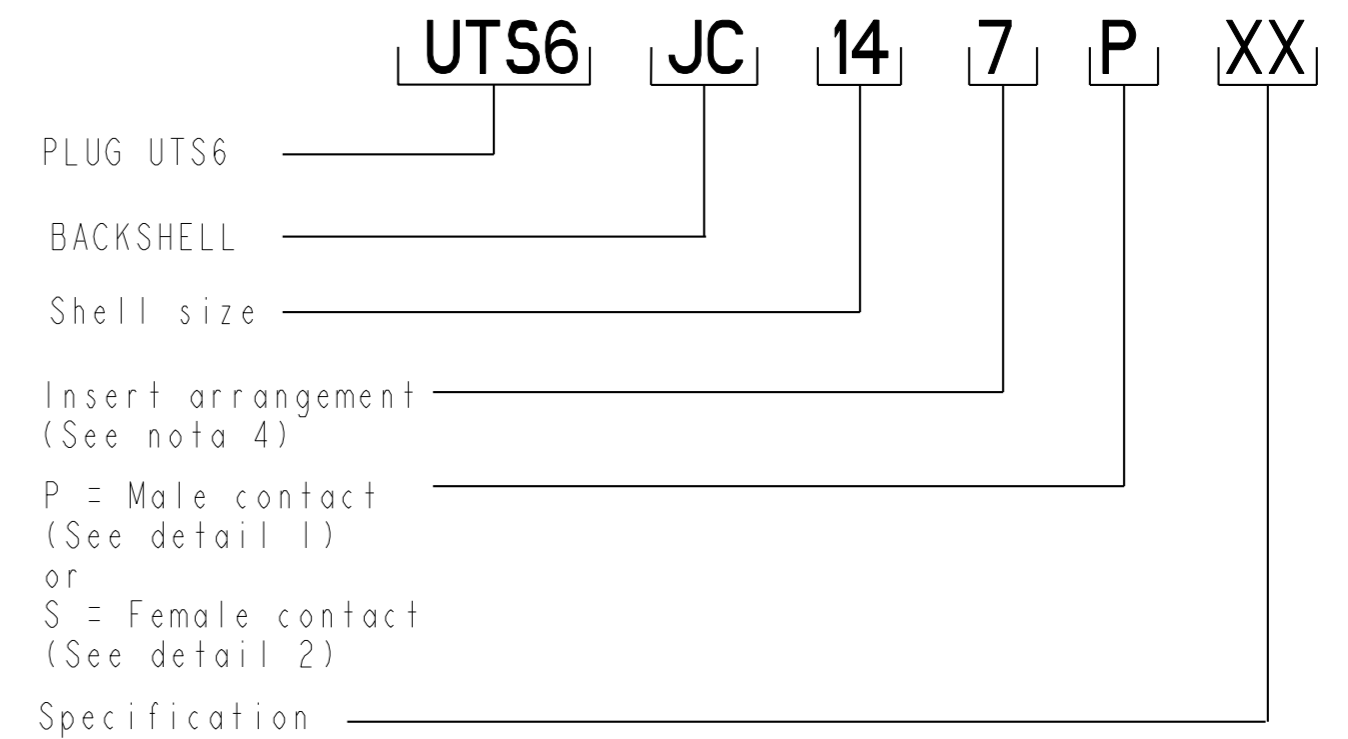 UTS6 JC 14 7 P XX
PLUG UTS6
BACKSHELL
Shell size
Insert arrangement
(See nota 4)
P = Male contact
(See detail 1)
or
S = Female contact
(See detail 2)
Specification